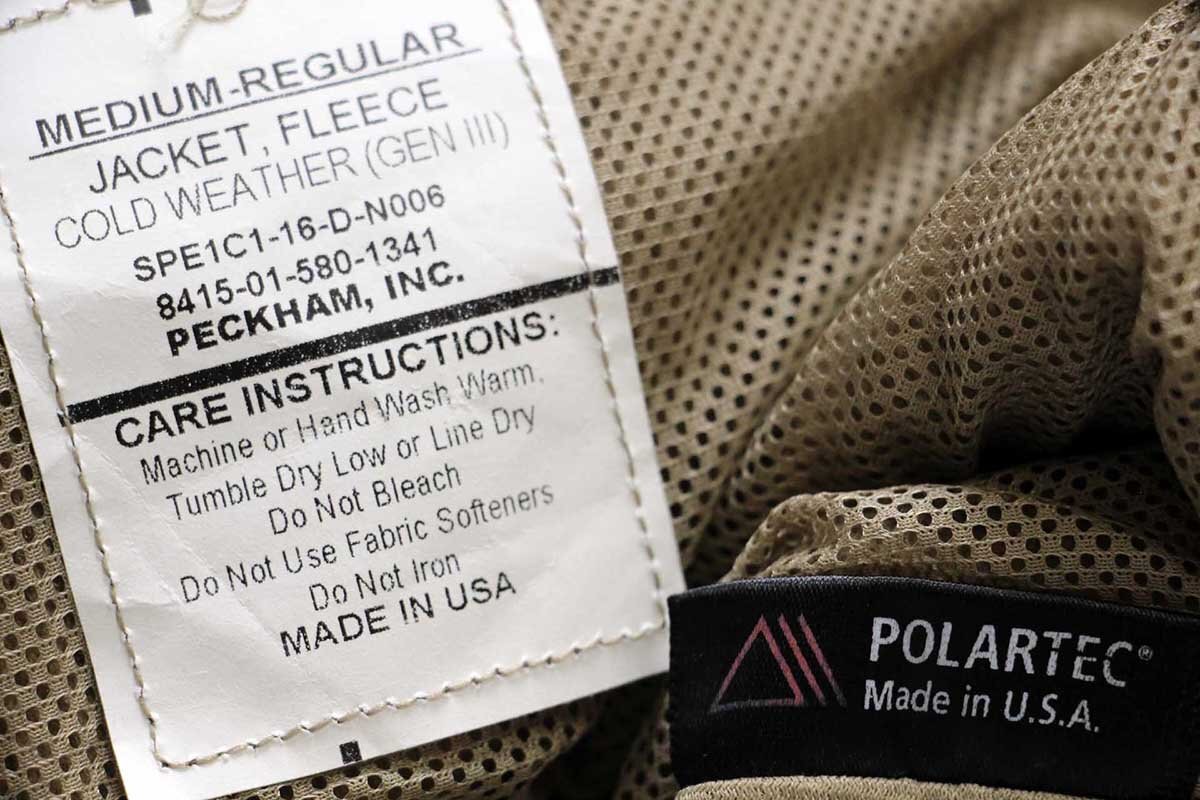 MEDIUM-REGULAR
JACKET, FLEECE
COLD WEATHER (GEN III)
SPE1C1-16-D-N006
8415-01-580-1341
PECKHAM, INC.
CARE INSTRUCTIONS:
Machine or Hand Wash Warm,
Tumble Dry Low or Line Dry
Do Not Bleach
Do Not Use Fabric Softeners
Do Not Iron
MADE IN USA
POLARTEC®
Made in U.S.A.